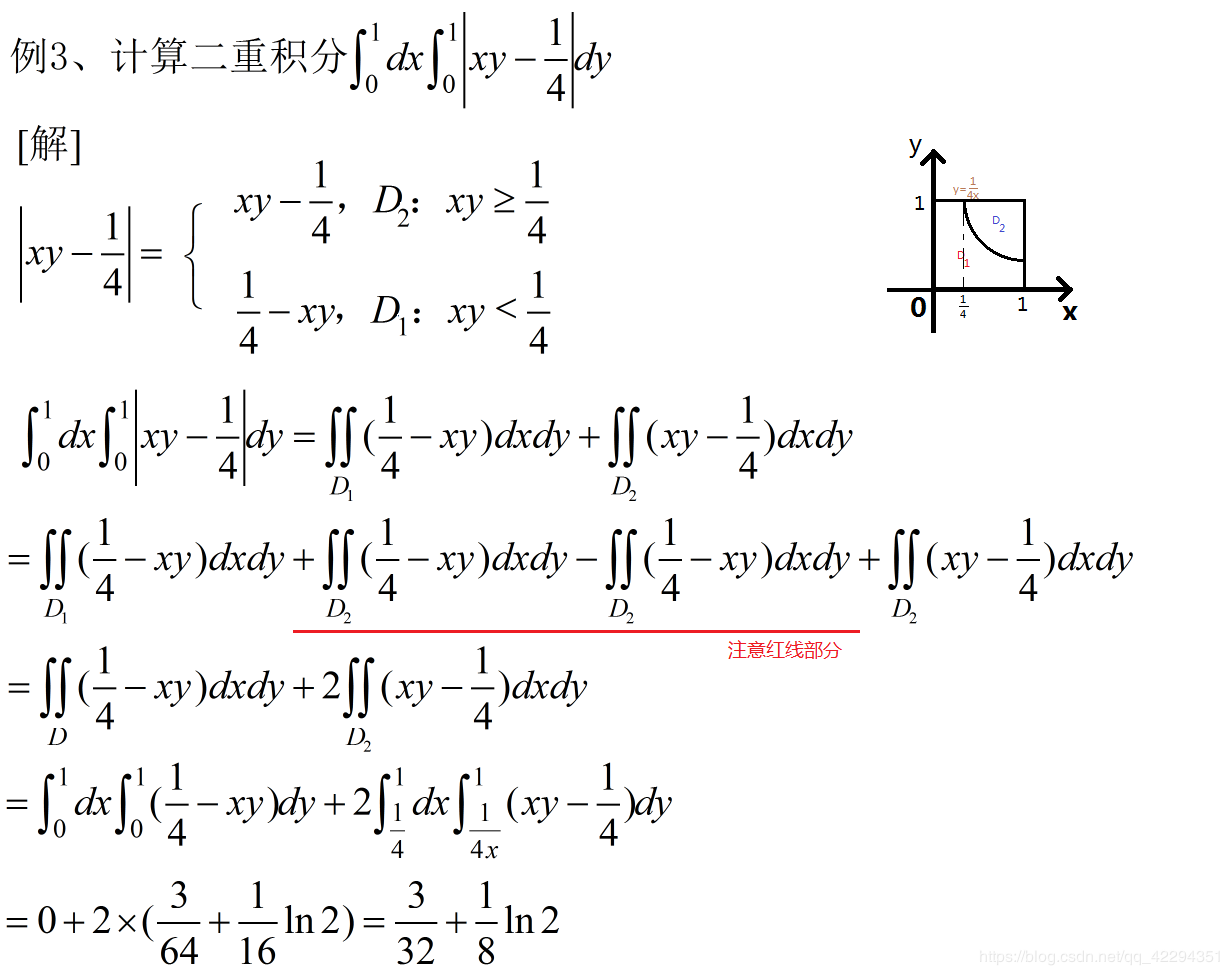 例3、计算二重积分∫₀¹dx∫₀¹|xy − 1/4|dy
[解]
|xy − 1/4| = { xy − 1/4, D₂: xy ≥ 1/4
1/4 − xy, D₁: xy < 1/4
y
y=1/4x
1
D₂
D₁
0 1/4 1 x
∫₀¹dx∫₀¹|xy − 1/4|dy = ∬_{D₁}(1/4 − xy)dxdy + ∬_{D₂}(xy − 1/4)dxdy
= ∬_{D₁}(1/4 − xy)dxdy + ∬_{D₂}(1/4 − xy)dxdy − ∬_{D₂}(1/4 − xy)dxdy + ∬_{D₂}(xy − 1/4)dxdy
注意红线部分
= ∬_D(1/4 − xy)dxdy + 2∬_{D₂}(xy − 1/4)dxdy
= ∫₀¹dx∫₀¹(1/4 − xy)dy + 2∫_{1/4}^1 dx∫_{1/4x}^1 (xy − 1/4)dy
= 0 + 2×(3/64 + 1/16 ln 2) = 3/32 + 1/8 ln 2
https://blog.csdn.net/qq_42294351